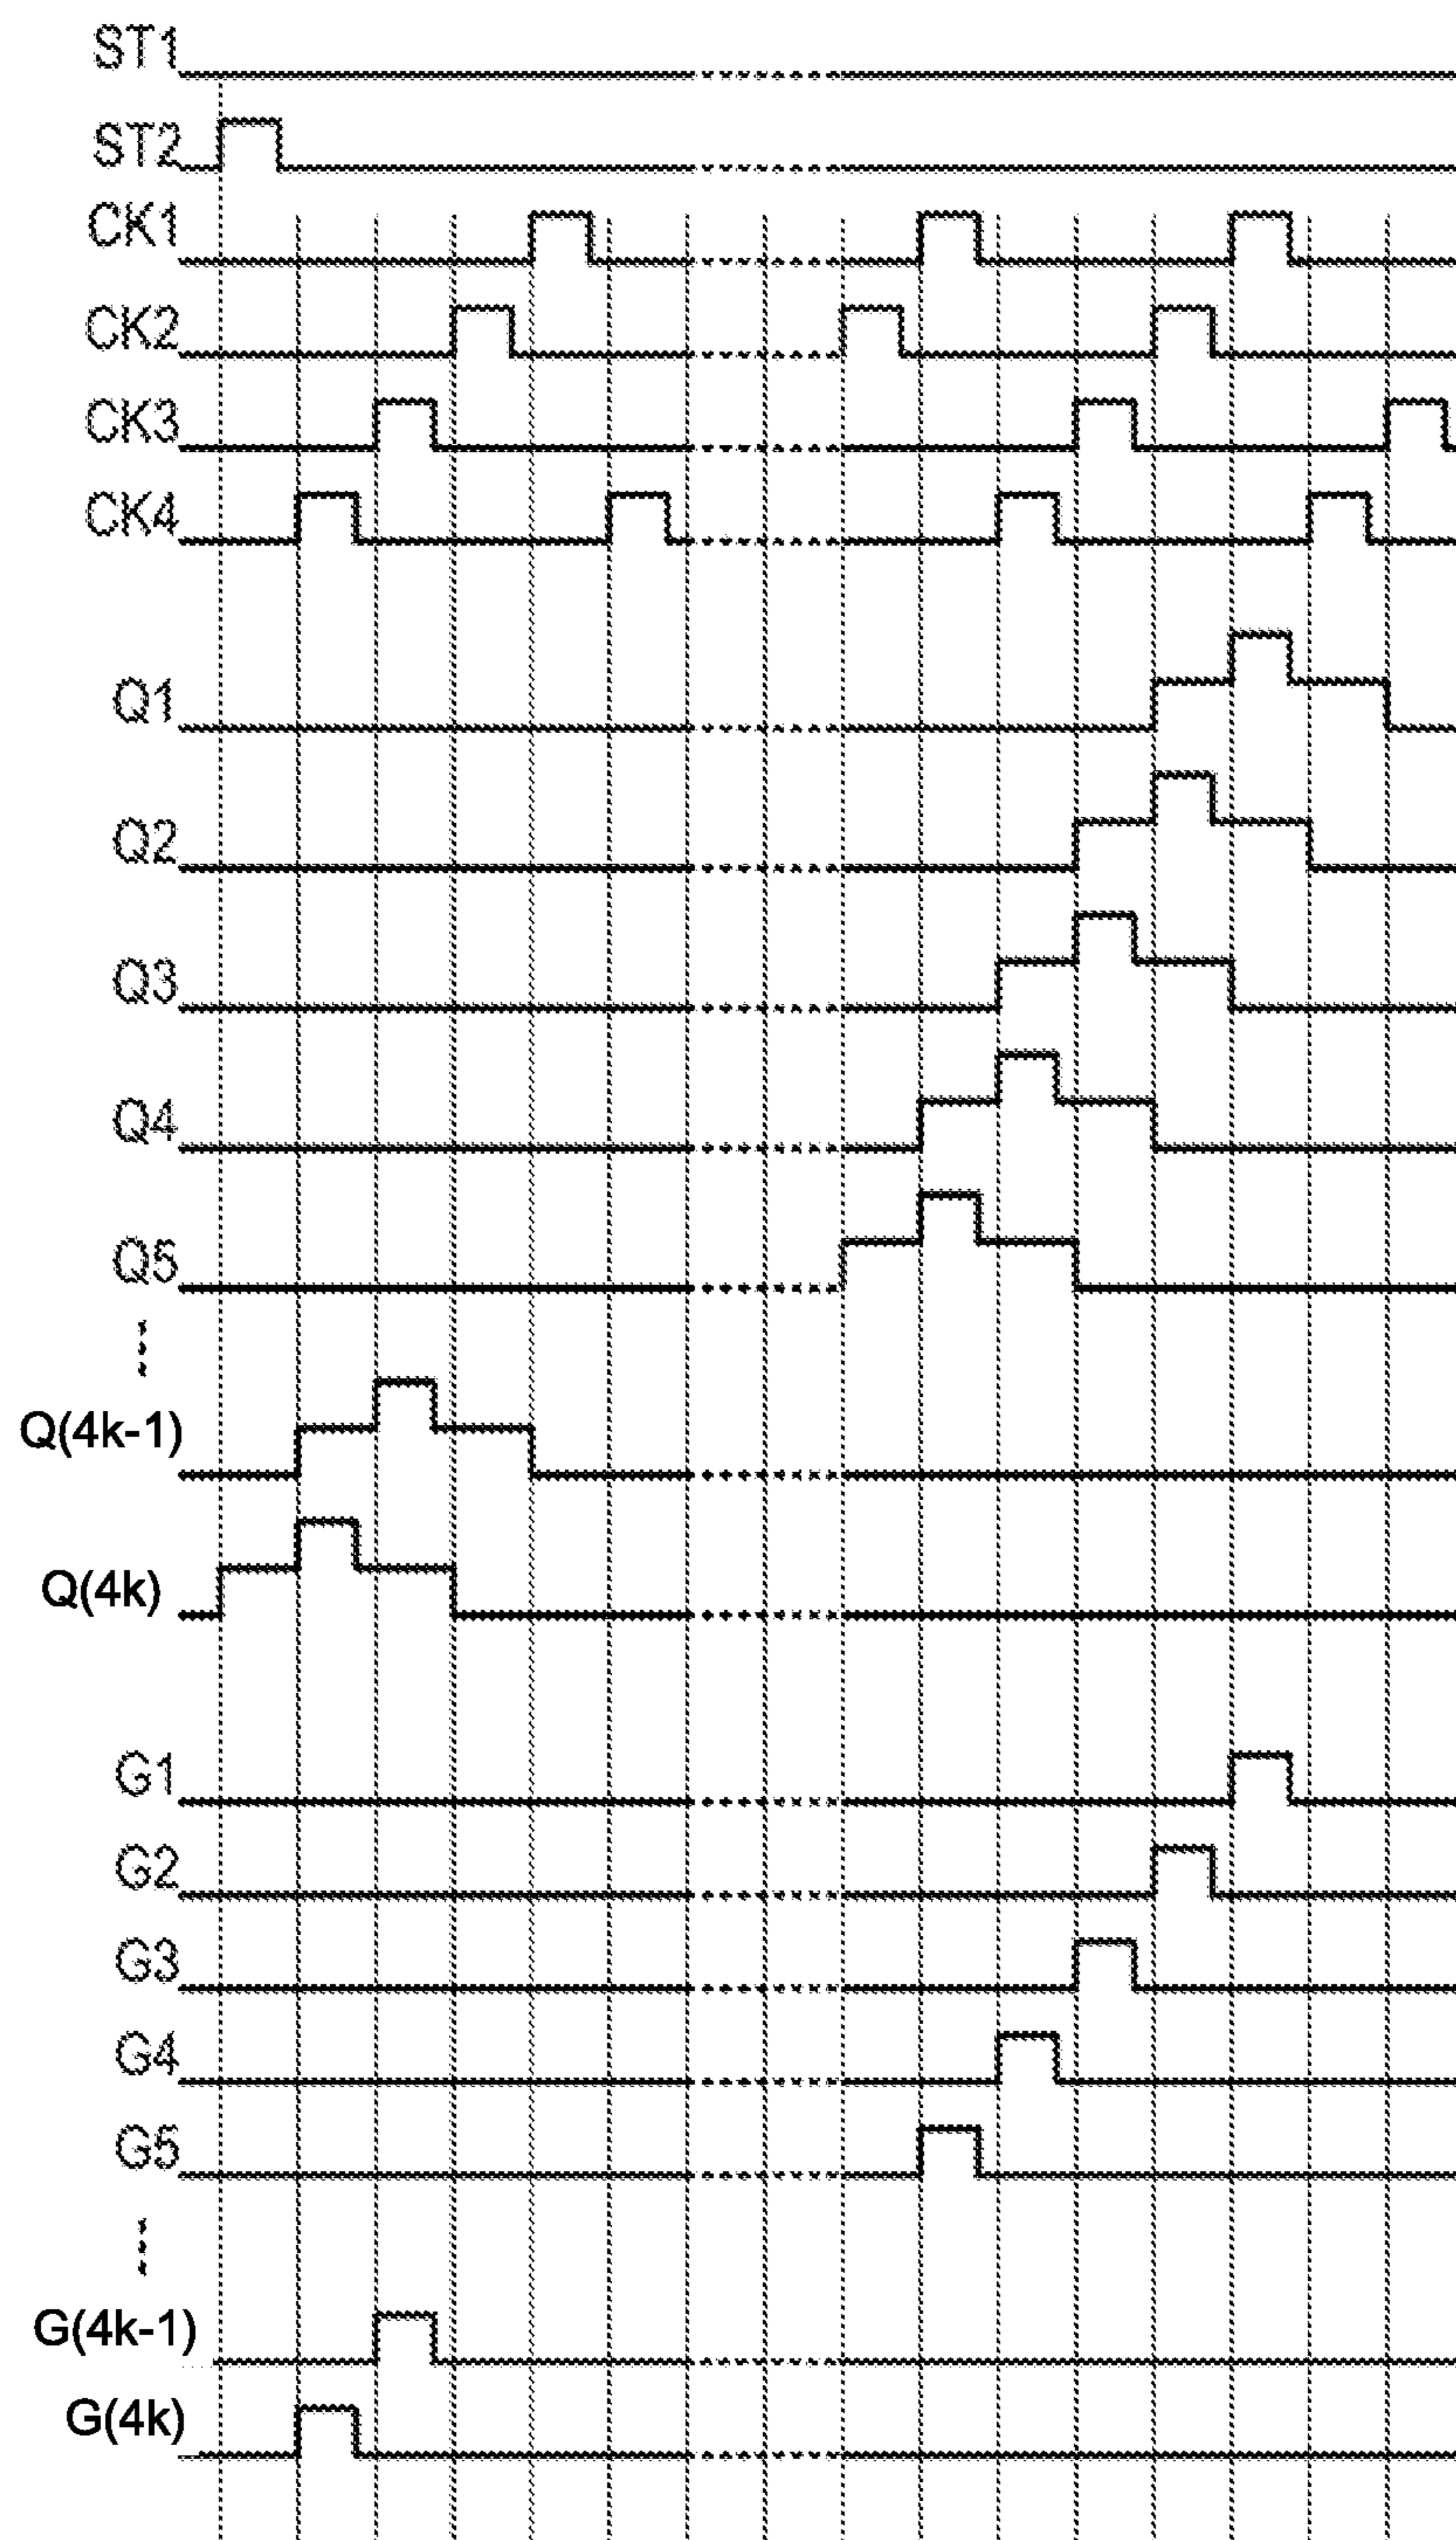 ST1
ST2
CK1
CK2
CK3
CK4
Q1
Q2
Q3
Q4
Q5
Q(4k-1)
Q(4k)
G1
G2
G3
G4
G5
G(4k-1)
G(4k)